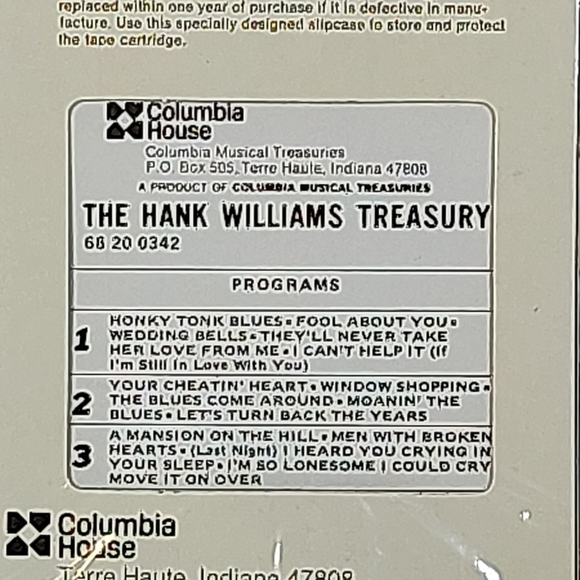 replaced within one year of purchase if it is defective in manu-
facture. Use this specially designed slipcase to store and protect
the tape cartridge.
Columbia
House
Columbia Musical Treasuries
P.O. Box 505, Terre Haute, Indiana 47808
A PRODUCT OF COLUMBIA MUSICAL TREASURIES
THE HANK WILLIAMS TREASURY
68 20 0342
PROGRAMS
1
HONKY TONK BLUES • FOOL ABOUT YOU •
WEDDING BELLS • THEY'LL NEVER TAKE
HER LOVE FROM ME • I CAN'T HELP IT (If
I'm Still In Love With You)
2
YOUR CHEATIN' HEART • WINDOW SHOPPING •
THE BLUES COME AROUND • MOANIN' THE
BLUES • LET'S TURN BACK THE YEARS
3
A MANSION ON THE HILL • MEN WITH BROKEN
HEARTS • (Last Night) I HEARD YOU CRYING IN
YOUR SLEEP • I'M SO LONESOME I COULD CRY
MOVE IT ON OVER
Columbia
House
Terre Haute, Indiana 47808